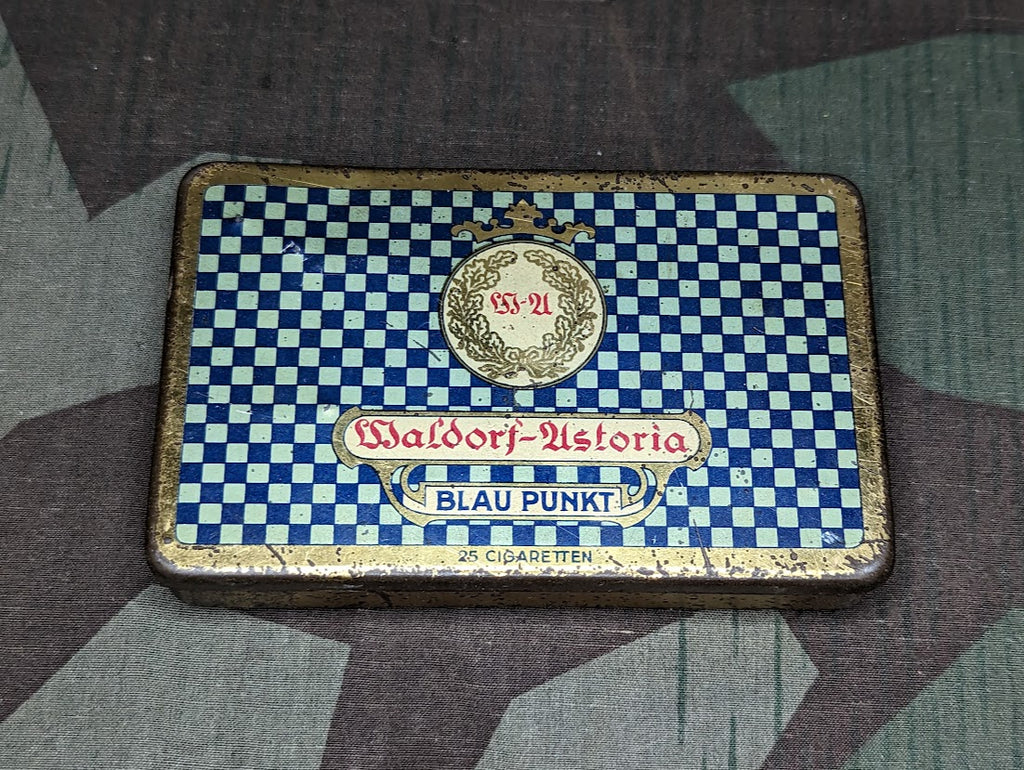 W-A
Waldorf-Astoria
BLAU PUNKT
25 CIGARETTEN